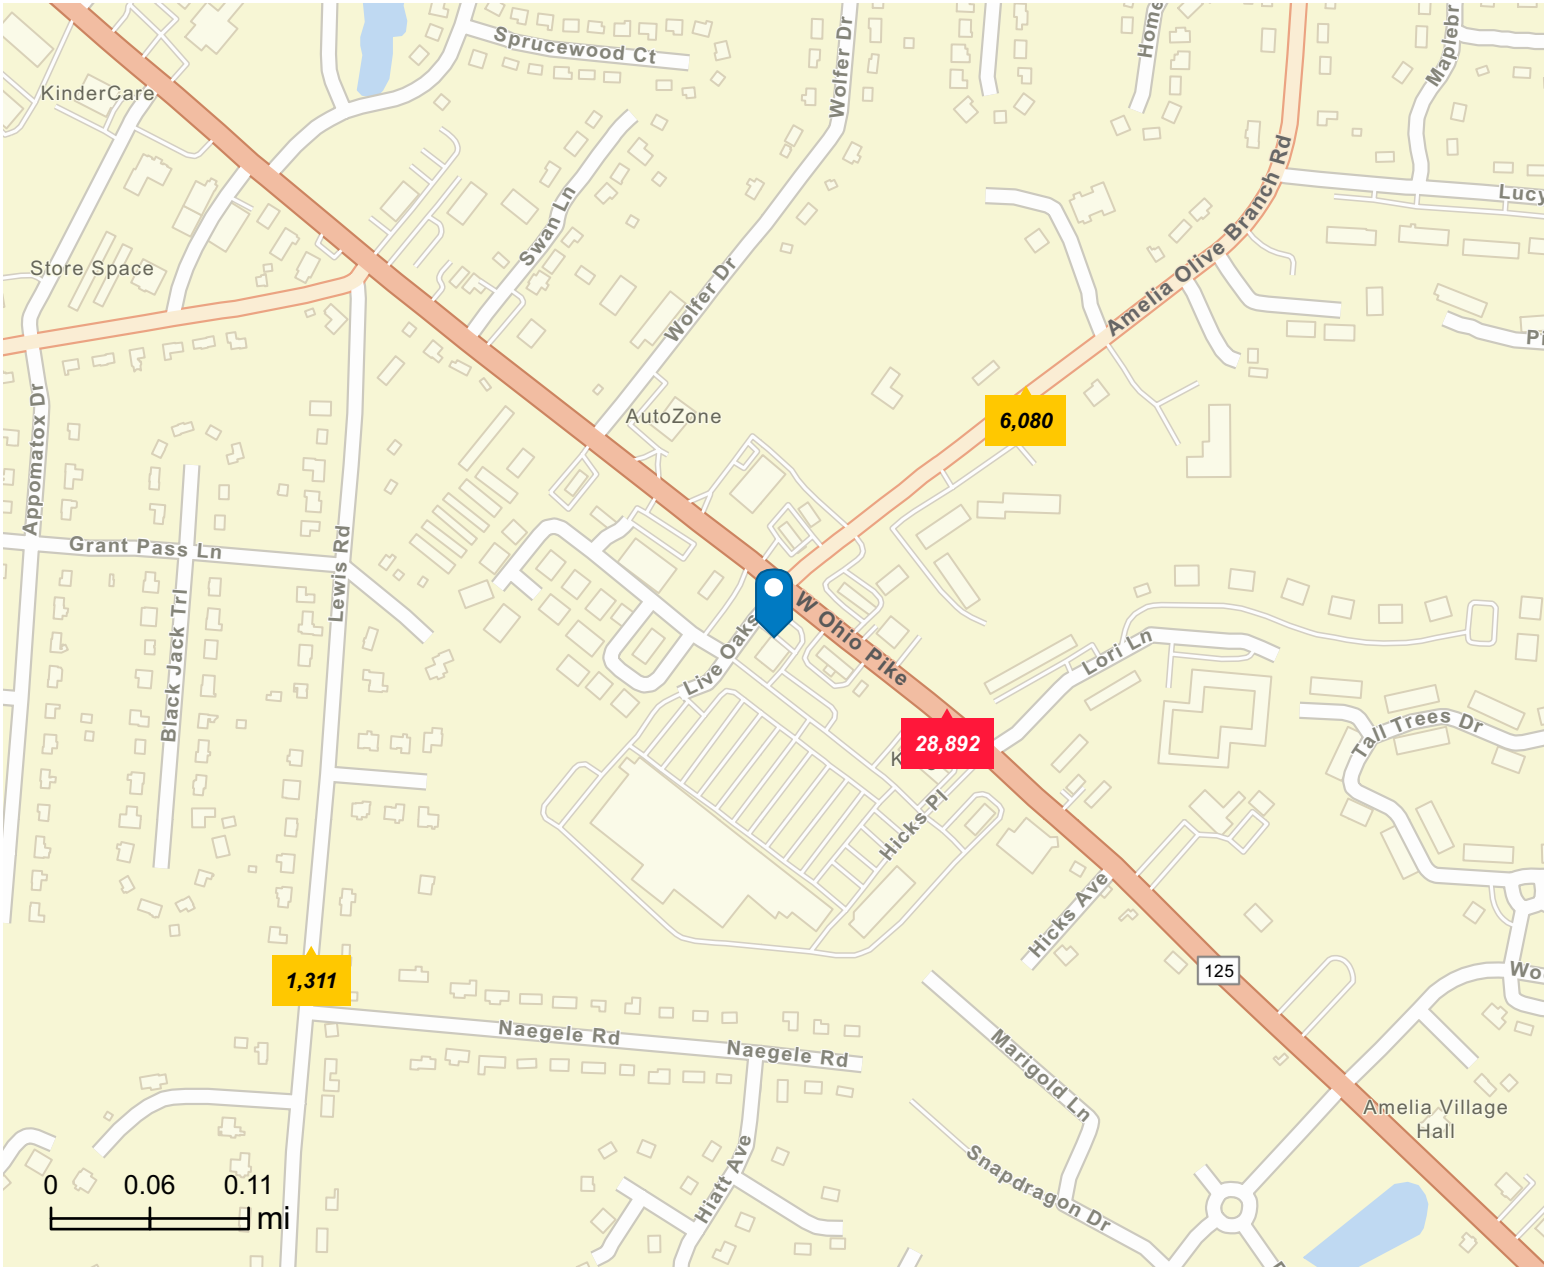 Sprucewood Ct
Wolfer Dr
Home
Maplebr
KinderCare
Amelia Olive Branch Rd
Lucy
Swan Ln
Store Space
Wolfer Dr
Pi
AutoZone
6,080
Appomatox Dr
Grant Pass Ln
Lewis Rd
Black Jack Trl
W Ohio Pike
Live Oaks
Lori Ln
Tall Trees Dr
28,892
K
Hicks Pl
Hicks Ave
125
Woo
1,311
Naegele Rd
Naegele Rd
Marigold Ln
Amelia Village
Hall
Snapdragon Dr
Hiatt Ave
0 0.06 0.11
mi